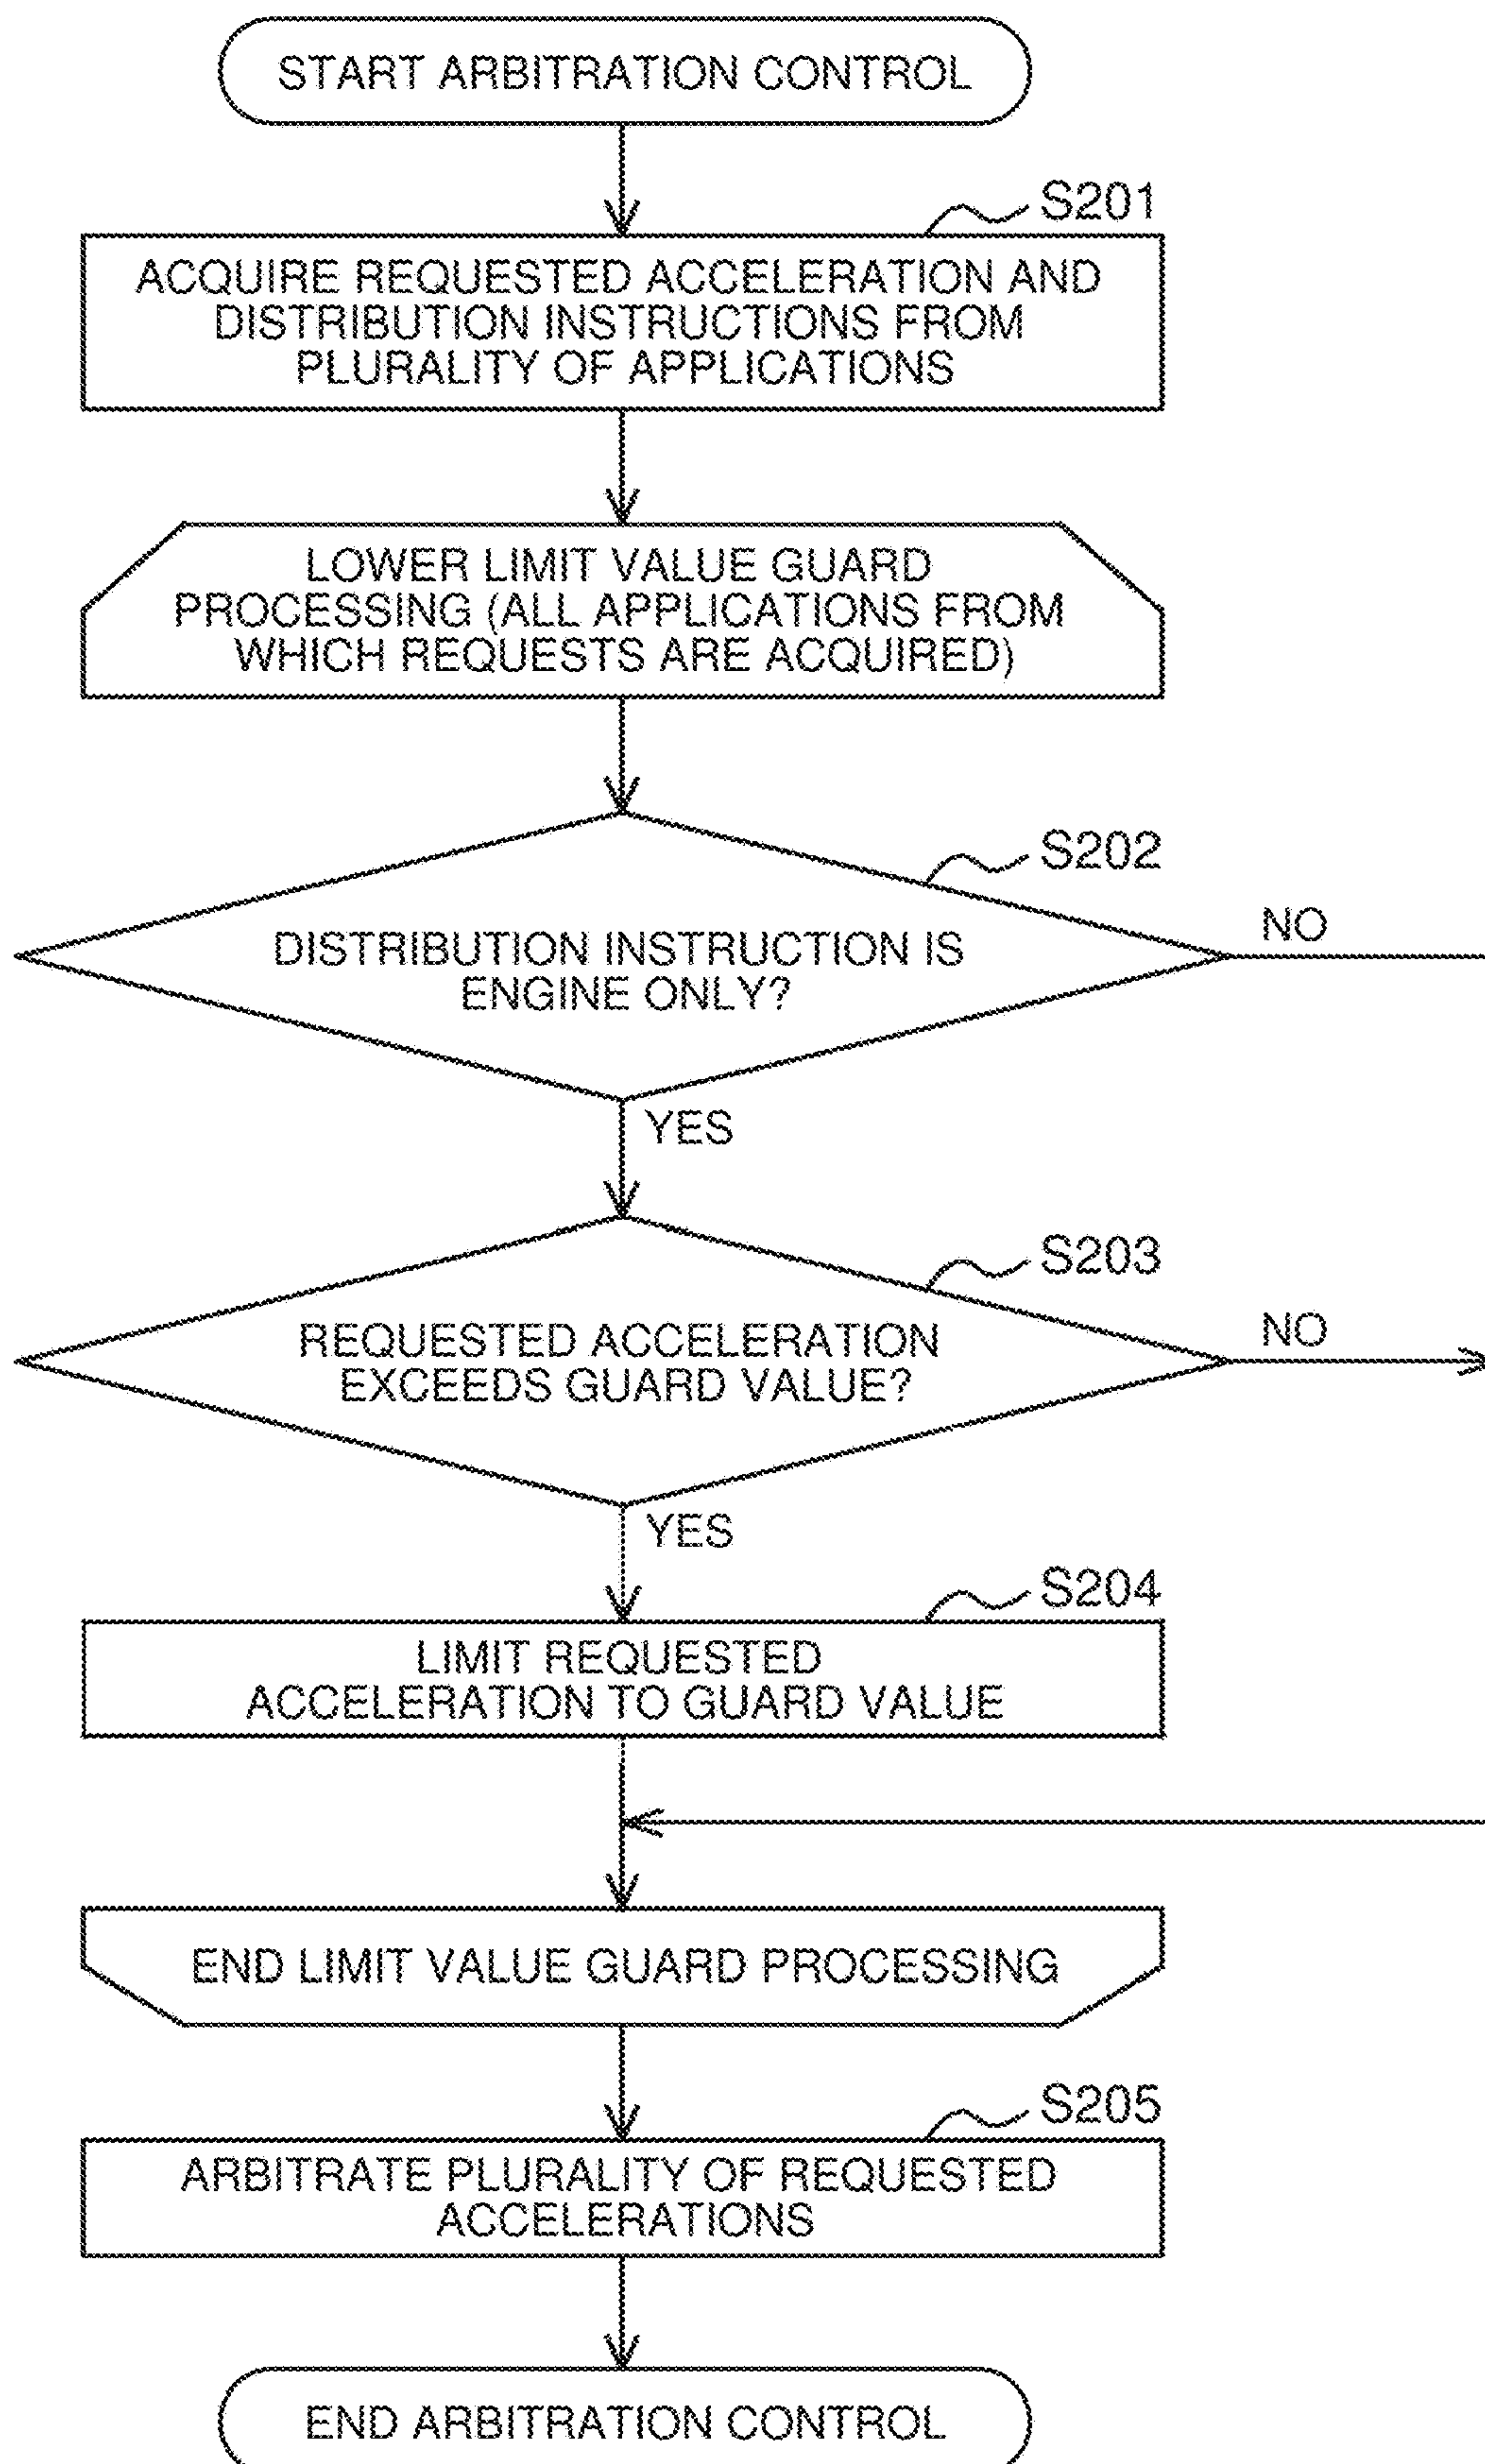 START ARBITRATION CONTROL
S201
ACQUIRE REQUESTED ACCELERATION AND
DISTRIBUTION INSTRUCTIONS FROM
PLURALITY OF APPLICATIONS
LOWER LIMIT VALUE GUARD
PROCESSING (ALL APPLICATIONS FROM
WHICH REQUESTS ARE ACQUIRED)
S202
NO
DISTRIBUTION INSTRUCTION IS
ENGINE ONLY?
YES
S203
NO
REQUESTED ACCELERATION
EXCEEDS GUARD VALUE?
YES
S204
LIMIT REQUESTED
ACCELERATION TO GUARD VALUE
END LIMIT VALUE GUARD PROCESSING
S205
ARBITRATE PLURALITY OF REQUESTED
ACCELERATIONS
END ARBITRATION CONTROL